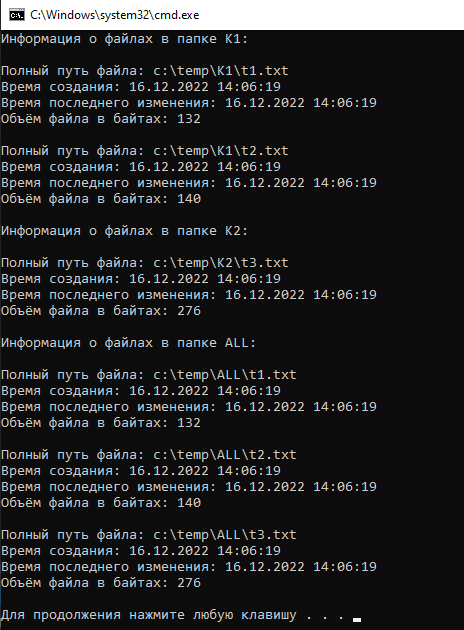 C:\Windows\system32\cmd.exe
Информация о файлах в папке K1:
Полный путь файла: c:\temp\K1\t1.txt
Время создания: 16.12.2022 14:06:19
Время последнего изменения: 16.12.2022 14:06:19
Объём файла в байтах: 132
Полный путь файла: c:\temp\K1\t2.txt
Время создания: 16.12.2022 14:06:19
Время последнего изменения: 16.12.2022 14:06:19
Объём файла в байтах: 140
Информация о файлах в папке K2:
Полный путь файла: c:\temp\K2\t3.txt
Время создания: 16.12.2022 14:06:19
Время последнего изменения: 16.12.2022 14:06:19
Объём файла в байтах: 276
Информация о файлах в папке ALL:
Полный путь файла: c:\temp\ALL\t1.txt
Время создания: 16.12.2022 14:06:19
Время последнего изменения: 16.12.2022 14:06:19
Объём файла в байтах: 132
Полный путь файла: c:\temp\ALL\t2.txt
Время создания: 16.12.2022 14:06:19
Время последнего изменения: 16.12.2022 14:06:19
Объём файла в байтах: 140
Полный путь файла: c:\temp\ALL\t3.txt
Время создания: 16.12.2022 14:06:19
Время последнего изменения: 16.12.2022 14:06:19
Объём файла в байтах: 276
Для продолжения нажмите любую клавишу . . .